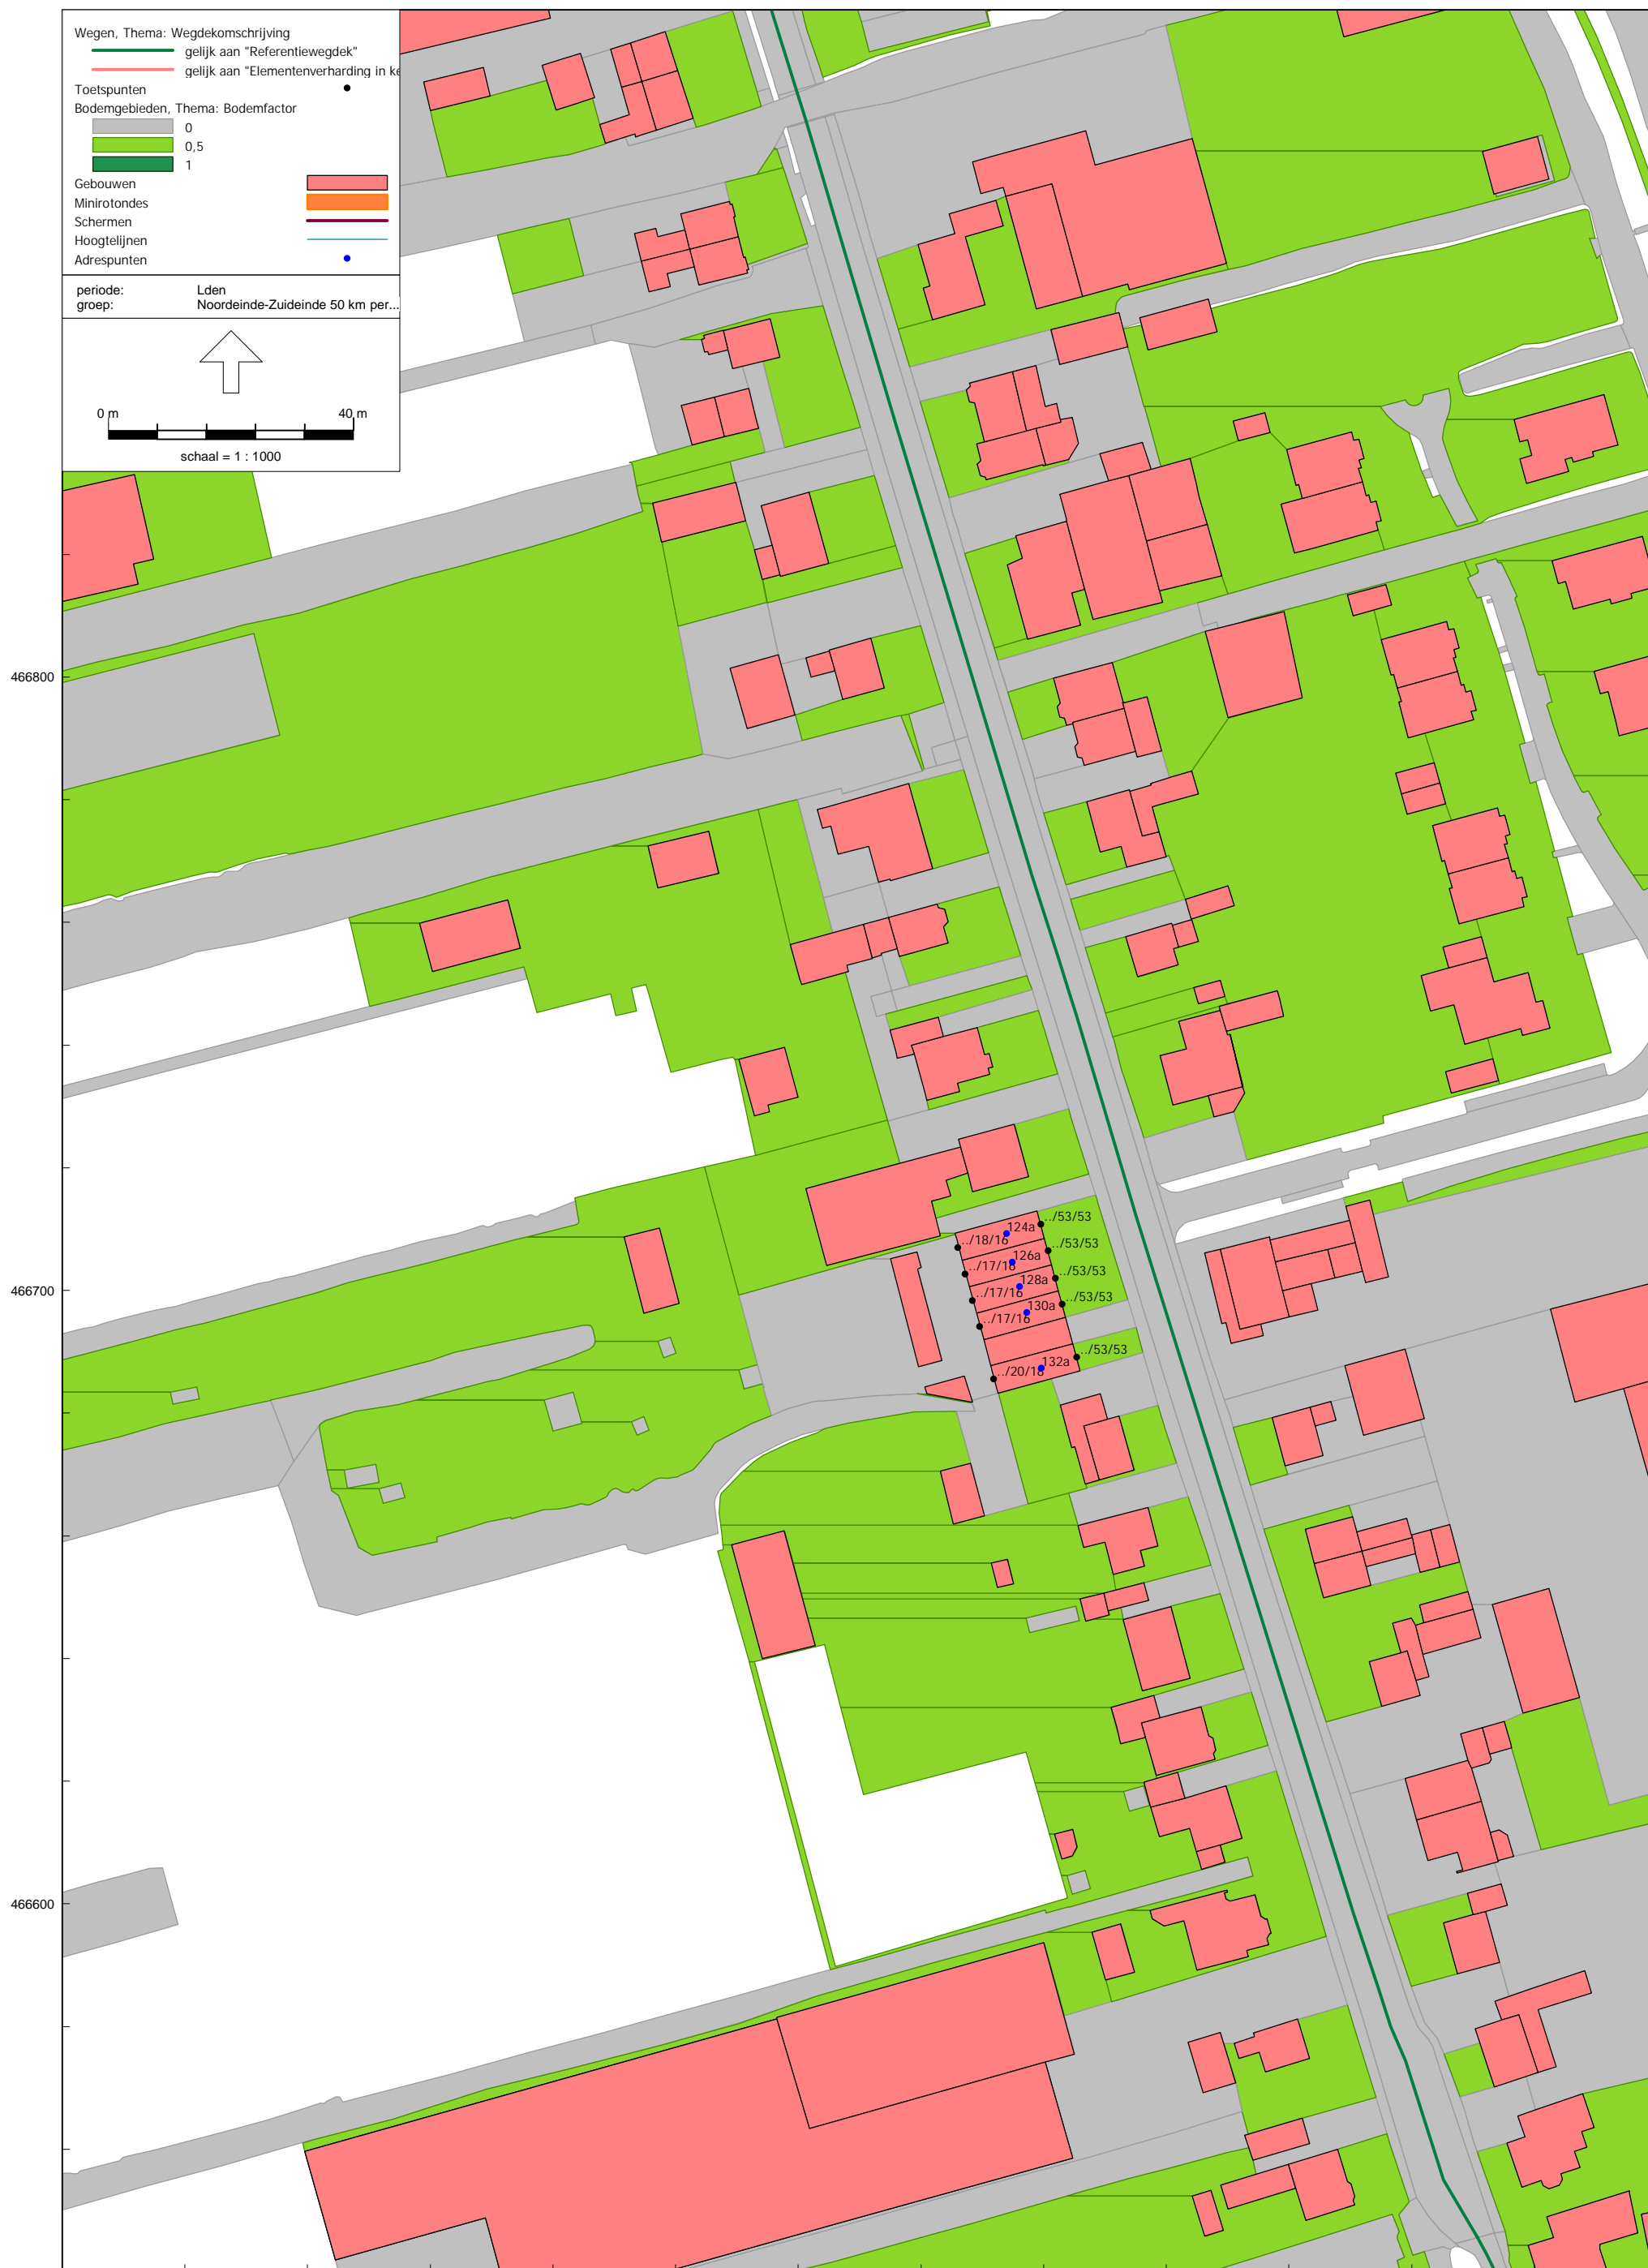 Wegen, Thema: Wegdekomschrijving
gelijk aan "Referentiewegdek"
gelijk aan "Elementenverharding in ke
Toetspunten
Bodemgebieden, Thema: Bodemfactor
0
0,5
1
Gebouwen
Minirotondes
Schermen
Hoogtelijnen
Adrespunten
periode: Lden
groep: Noordeinde-Zuideinde 50 km per...
0 m 40 m
schaal = 1 : 1000
466800
466700
466600
124a ../53/53
../18/16
126a ../53/53
../17/16
128a ../53/53
../17/16
130a ../53/53
../17/16
../53/53
132a
../20/18